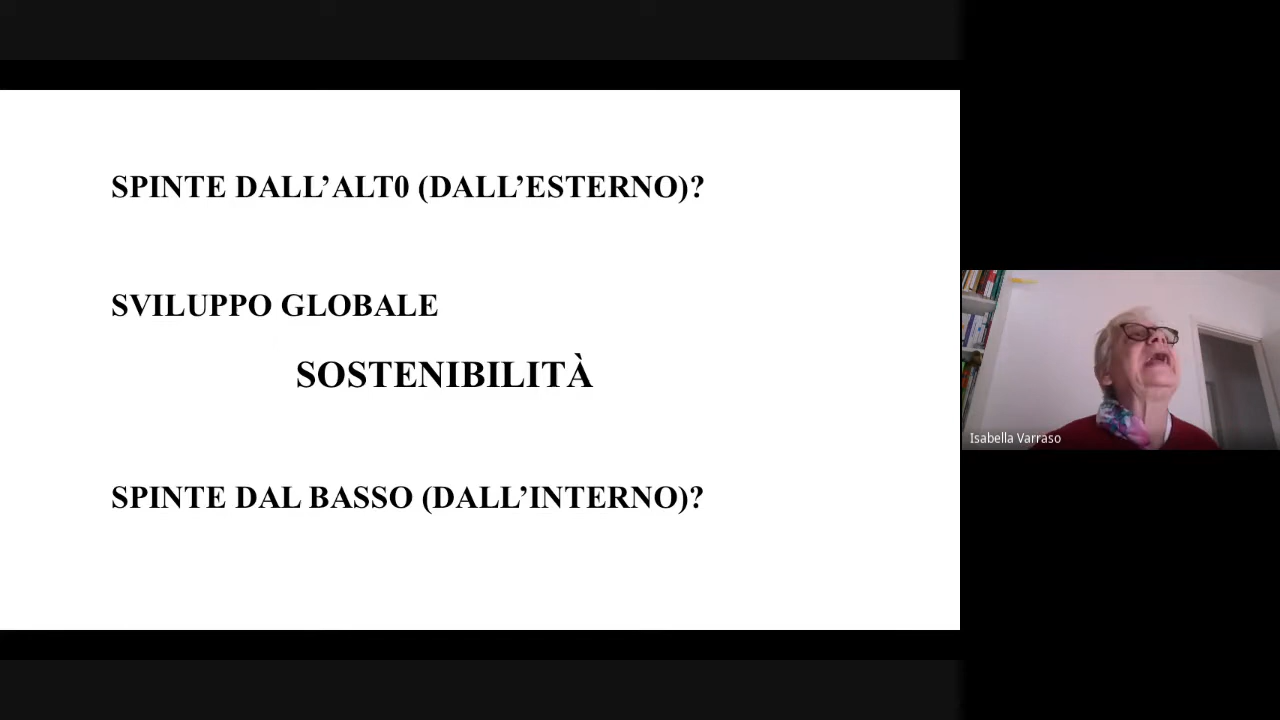 SPINTE DALL’ALT0 (DALL’ESTERNO)?
SVILUPPO GLOBALE
SOSTENIBILITÀ
SPINTE DAL BASSO (DALL’INTERNO)?
Isabella Varraso